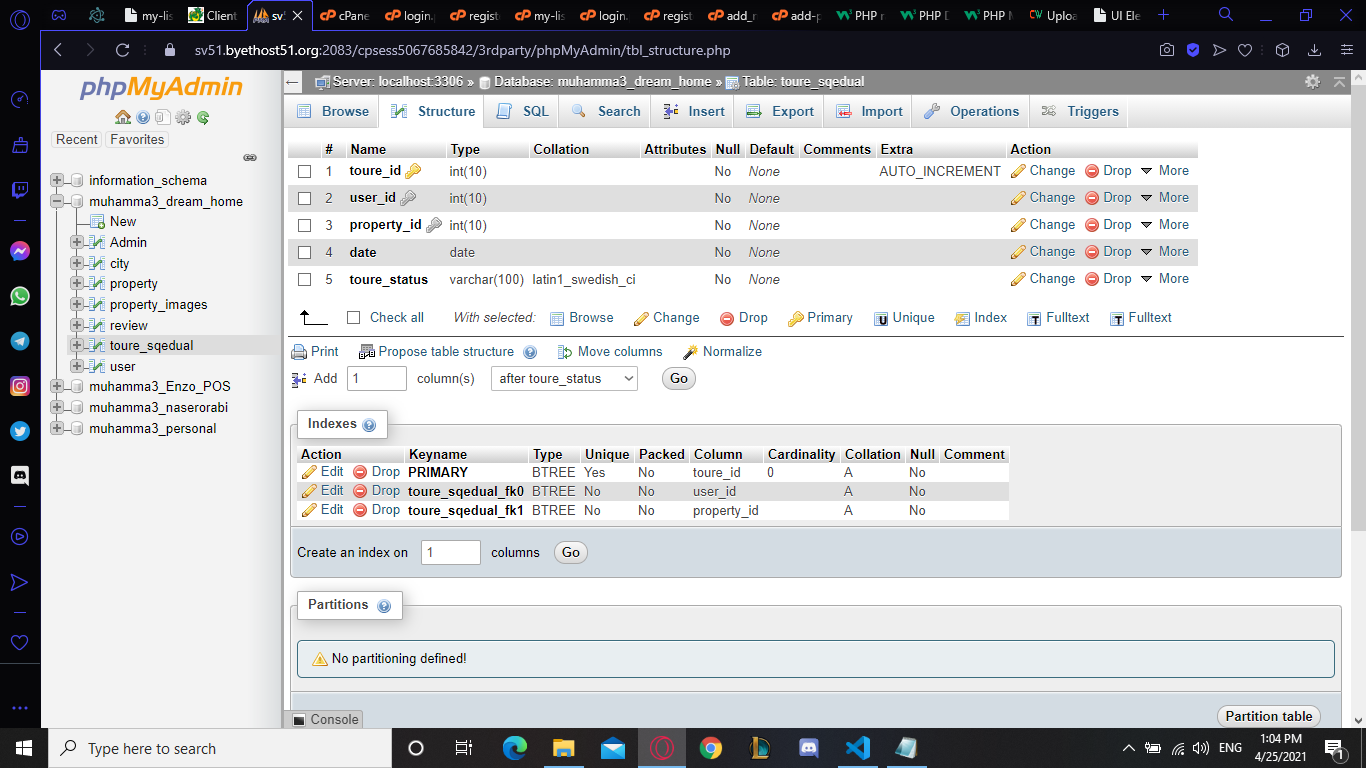 my-lis
Client
sv5
cPane
login.p
registe
my-lis
login.
regist
add_n
add-p
PHP r
PHP D
PHP M
Uploa
UI Ele
sv51.byethost51.org:2083/cpsess5067685842/3rdparty/phpMyAdmin/tbl_structure.php
phpMyAdmin
Recent Favorites
information_schema
muhamma3_dream_home
New
Admin
city
property
property_images
review
toure_sqedual
user
muhamma3_Enzo_POS
muhamma3_naserorabi
muhamma3_personal
Server: localhost:3306 » Database: muhamma3_dream_home » Table: toure_sqedual
Browse Structure SQL Search Insert Export Import Operations Triggers
# Name Type Collation Attributes Null Default Comments Extra Action
1 toure_id int(10) No None AUTO_INCREMENT Change Drop More
2 user_id int(10) No None Change Drop More
3 property_id int(10) No None Change Drop More
4 date date No None Change Drop More
5 toure_status varchar(100) latin1_swedish_ci No None Change Drop More
Check all With selected: Browse Change Drop Primary Unique Index Fulltext Fulltext
Print Propose table structure Move columns Normalize
Add 1 column(s) after toure_status Go
Indexes
Action Keyname Type Unique Packed Column Cardinality Collation Null Comment
Edit Drop PRIMARY BTREE Yes No toure_id 0 A No
Edit Drop toure_sqedual_fk0 BTREE No No user_id A No
Edit Drop toure_sqedual_fk1 BTREE No No property_id A No
Create an index on 1 columns Go
Partitions
No partitioning defined!
Partition table
Console
Type here to search
ENG
1:04 PM
4/25/2021
1